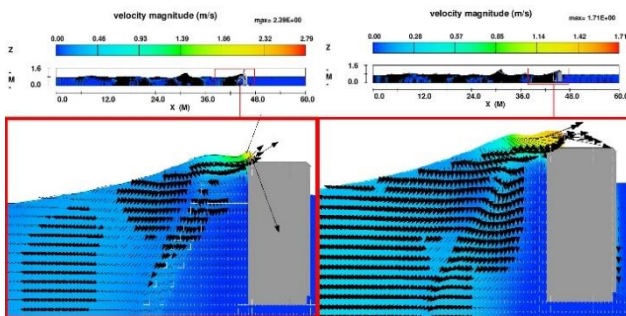 velocity magnitude (m/s)
max= 2.39E+00
0.00 0.46 0.93 1.39 1.86 2.32 2.79
Z
1.6
M
0.0
0.0 12.0 24.0 36.0 48.0 60.0
X (M)
velocity magnitude (m/s)
max= 1.71E+00
0.00 0.28 0.57 0.85 1.14 1.42 1.71
Z
1.6
M
0.0
0.0 12.0 24.0 36.0 48.0 60.0
X (M)